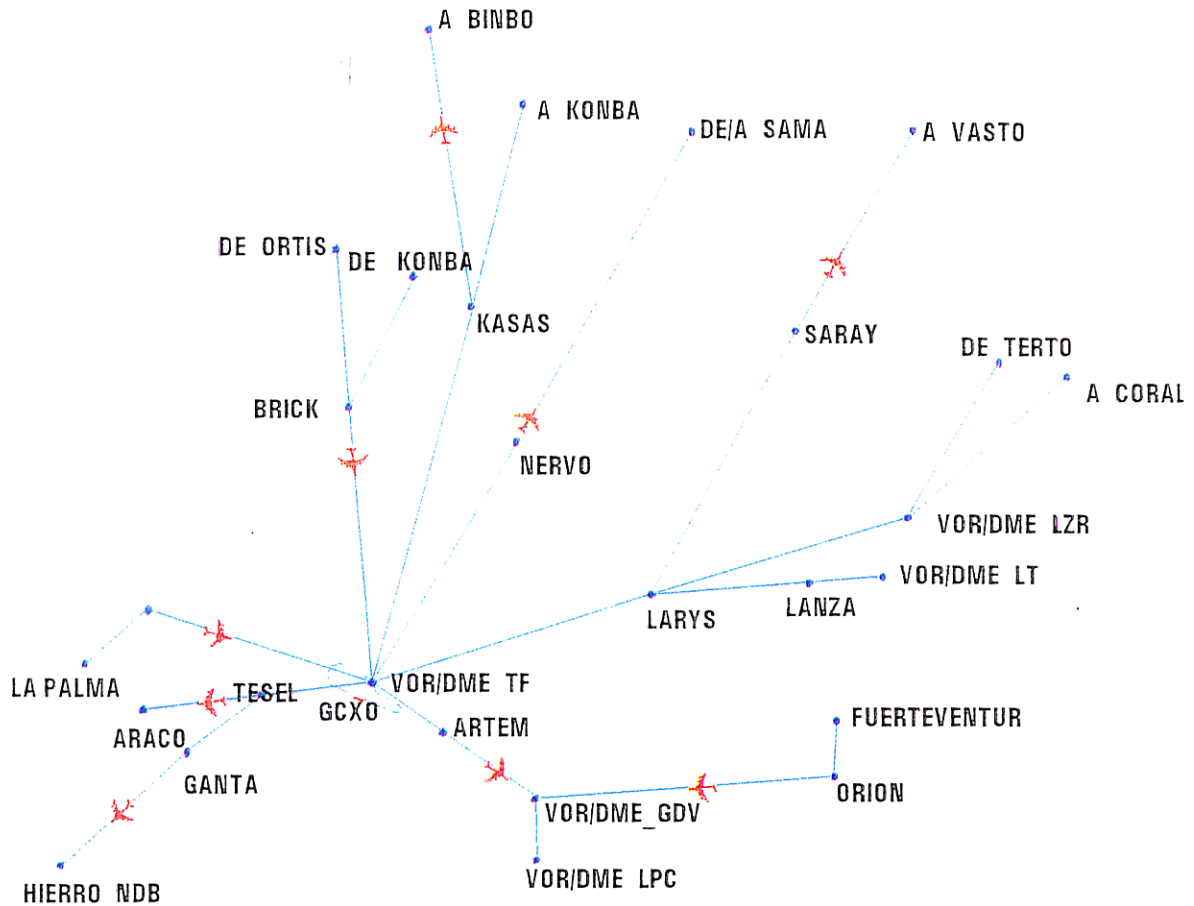 A BINBO
A KONBA
DE/A SAMA
A VASTO
DE ORTIS
DE KONBA
KASAS
SARAY
DE TERTO
A CORAL
BRICK
NERVO
VOR/DME LZR
VOR/DME LT
LANZA
LARYS
LA PALMA
TESEL
VOR/DME TF
GCXO
ARTEM
FUERTEVENTUR
ARACO
GANTA
ORION
VOR/DME_GDV
VOR/DME LPC
HIERRO NDB